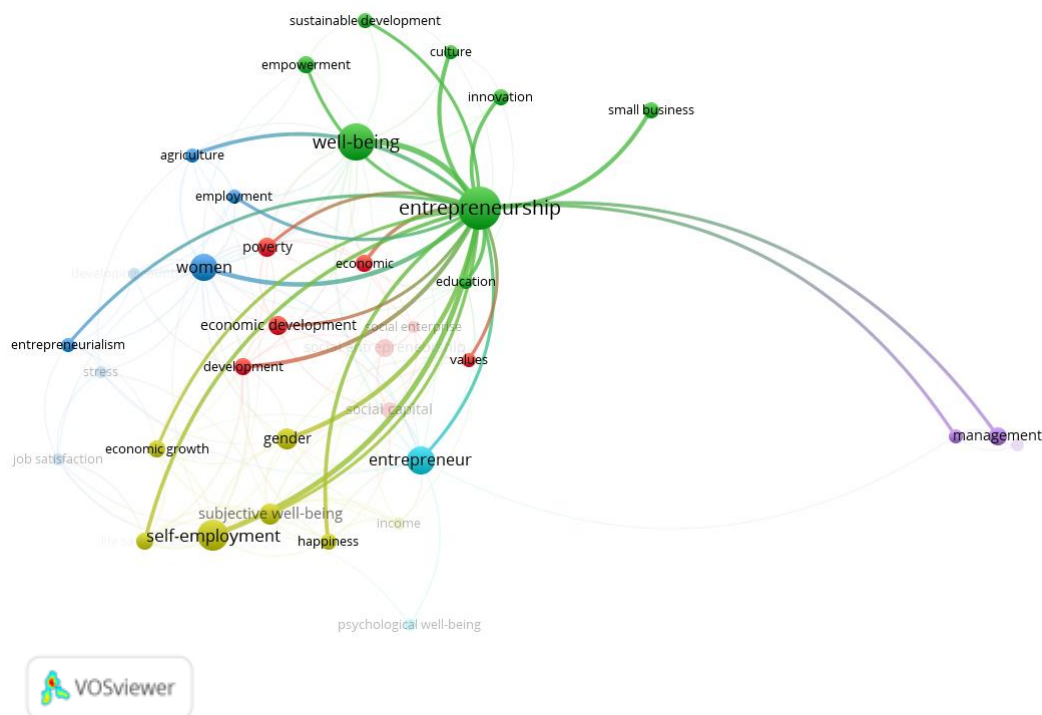 sustainable development
culture
empowerment
innovation
small business
well-being
agriculture
employment
entrepreneurship
poverty
women
economic
development
education
economic development
social enterprise
entrepreneurialism
social entrepreneurship
values
development
stress
social capital
gender
management
economic growth
job satisfaction
entrepreneur
subjective well-being
income
self-employment
happiness
psychological well-being
VOSviewer